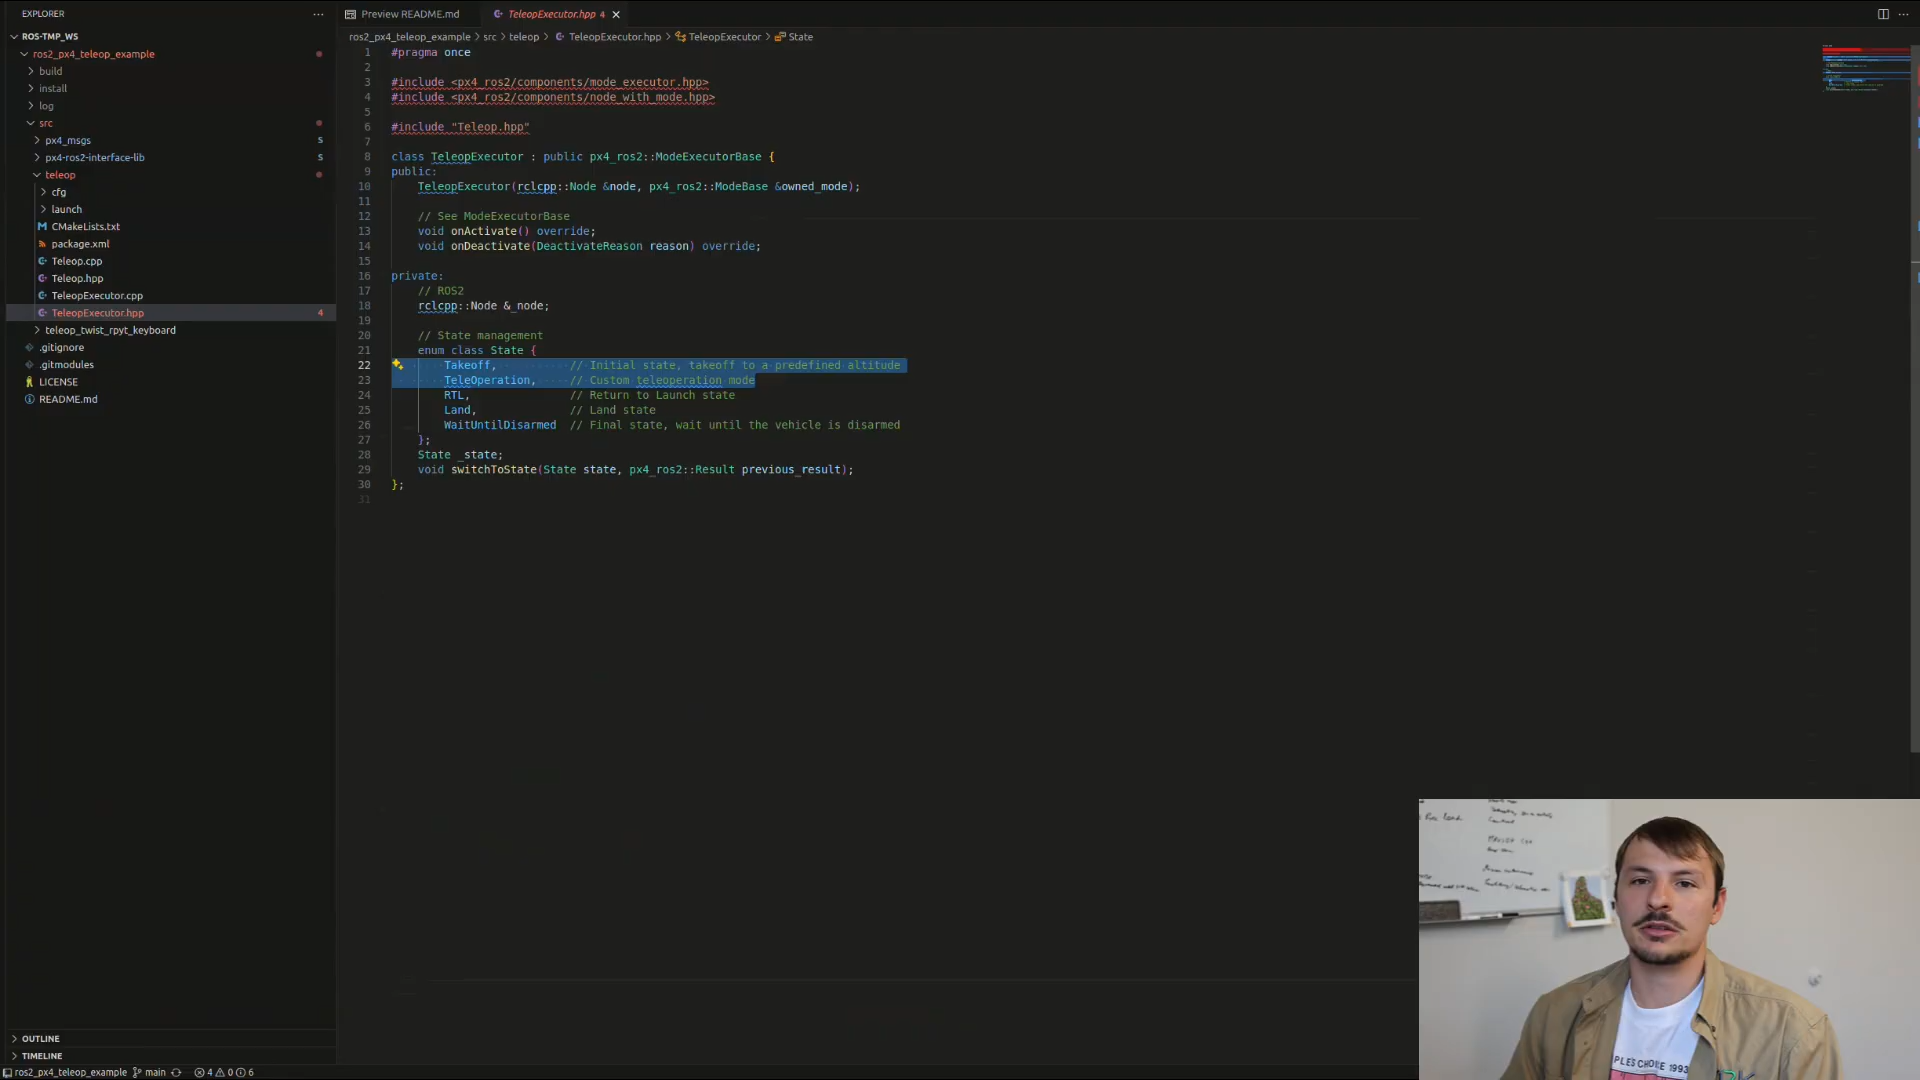 EXPLORER
ROS-TMP_WS
ros2_px4_teleop_example
build
install
log
src
px4_msgs S
px4-ros2-interface-lib S
teleop
cfg
launch
CMakeLists.txt
package.xml
Teleop.cpp
Teleop.hpp
TeleopExecutor.cpp
TeleopExecutor.hpp 4
teleop_twist_rpyt_keyboard
.gitignore
.gitmodules
LICENSE
README.md
OUTLINE
TIMELINE
Preview README.md
TeleopExecutor.hpp 4
ros2_px4_teleop_example > src > teleop > TeleopExecutor.hpp > TeleopExecutor > State
1 #pragma once
2
3 #include <px4_ros2/components/mode_executor.hpp>
4 #include <px4_ros2/components/node_with_mode.hpp>
5
6 #include "Teleop.hpp"
7
8 class TeleopExecutor : public px4_ros2::ModeExecutorBase {
9 public:
10 TeleopExecutor(rclcpp::Node &node, px4_ros2::ModeBase &owned_mode);
11
12 // See ModeExecutorBase
13 void onActivate() override;
14 void onDeactivate(DeactivateReason reason) override;
15
16 private:
17 // ROS2
18 rclcpp::Node &_node;
19
20 // State management
21 enum class State {
22 Takeoff, // Initial state, takeoff to a predefined altitude
23 TeleOperation, // Custom teleoperation mode
24 RTL, // Return to Launch state
25 Land, // Land state
26 WaitUntilDisarmed // Final state, wait until the vehicle is disarmed
27 };
28 State _state;
29 void switchToState(State state, px4_ros2::Result previous_result);
30 };
31
ros2_px4_teleop_example main 4 0 6
PLE'S CHOICE 1993